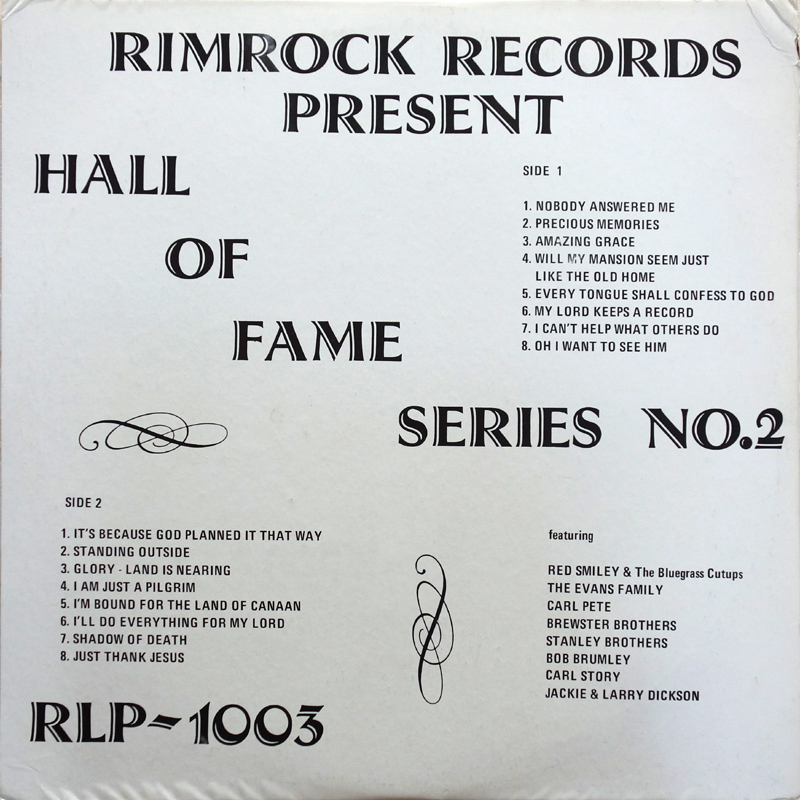 RIMROCK RECORDS
PRESENT
HALL
OF
FAME
SERIES NO.2
SIDE 1
1. NOBODY ANSWERED ME
2. PRECIOUS MEMORIES
3. AMAZING GRACE
4. WILL MY MANSION SEEM JUST
LIKE THE OLD HOME
5. EVERY TONGUE SHALL CONFESS TO GOD
6. MY LORD KEEPS A RECORD
7. I CAN'T HELP WHAT OTHERS DO
8. OH I WANT TO SEE HIM
SIDE 2
1. IT'S BECAUSE GOD PLANNED IT THAT WAY
2. STANDING OUTSIDE
3. GLORY - LAND IS NEARING
4. I AM JUST A PILGRIM
5. I'M BOUND FOR THE LAND OF CANAAN
6. I'LL DO EVERYTHING FOR MY LORD
7. SHADOW OF DEATH
8. JUST THANK JESUS
featuring
RED SMILEY & The Bluegrass Cutups
THE EVANS FAMILY
CARL PETE
BREWSTER BROTHERS
STANLEY BROTHERS
BOB BRUMLEY
CARL STORY
JACKIE & LARRY DICKSON
RLP-1003